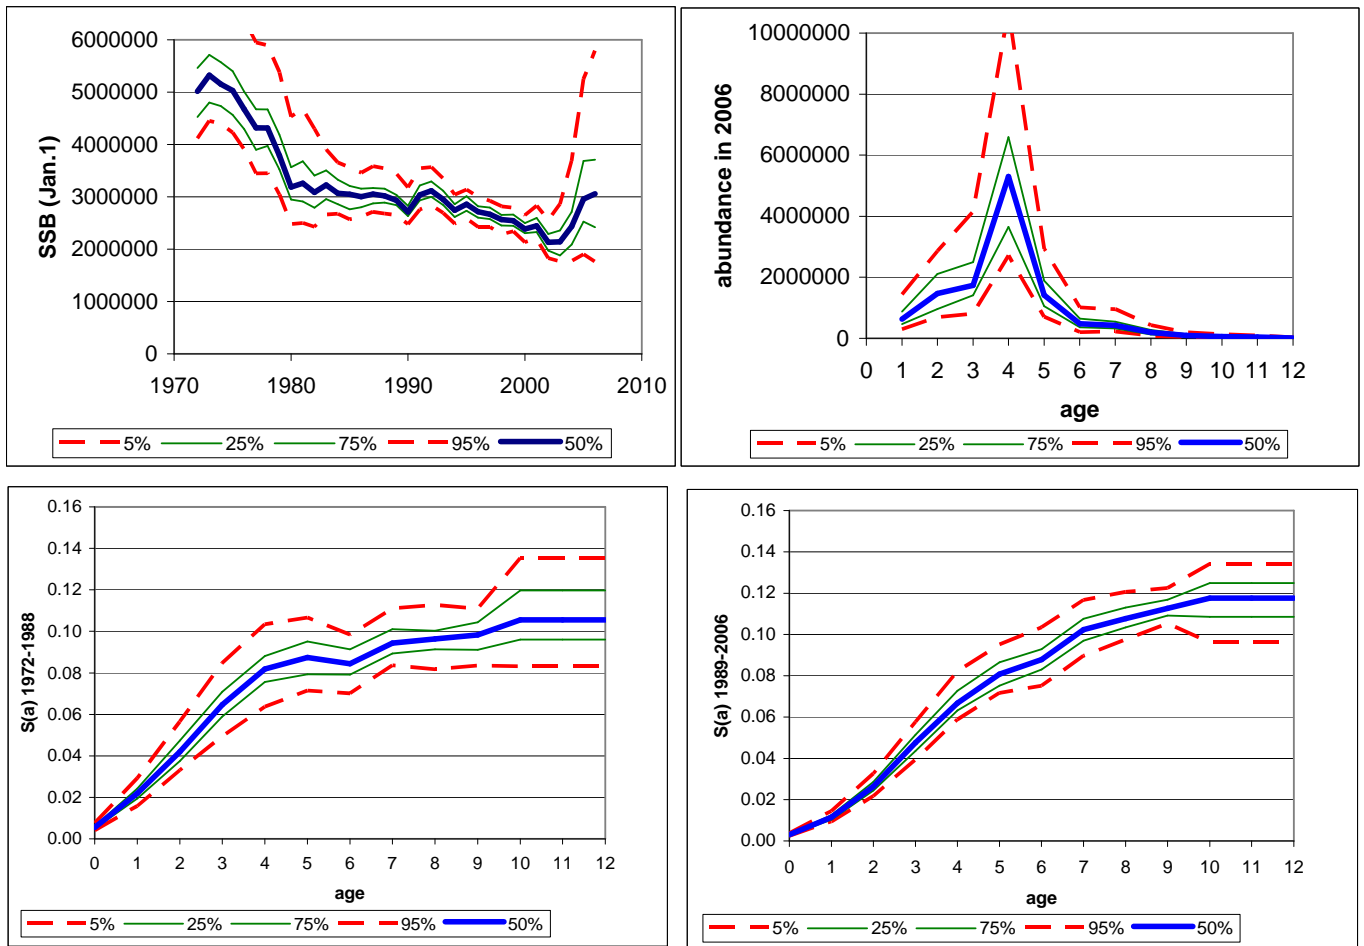 SSB (Jan.1)
6000000
5000000
4000000
3000000
2000000
1000000
0
1970 1980 1990 2000 2010
5% 25% 75% 95% 50%
abundance in 2006
10000000
8000000
6000000
4000000
2000000
0
0 1 2 3 4 5 6 7 8 9 10 11 12
age
5% 25% 75% 95% 50%
S(a) 1972-1988
0.16
0.14
0.12
0.10
0.08
0.06
0.04
0.02
0.00
0 1 2 3 4 5 6 7 8 9 10 11 12
age
5% 25% 75% 95% 50%
S(a) 1989-2006
0.16
0.14
0.12
0.10
0.08
0.06
0.04
0.02
0.00
0 1 2 3 4 5 6 7 8 9 10 11 12
age
5% 25% 75% 95% 50%